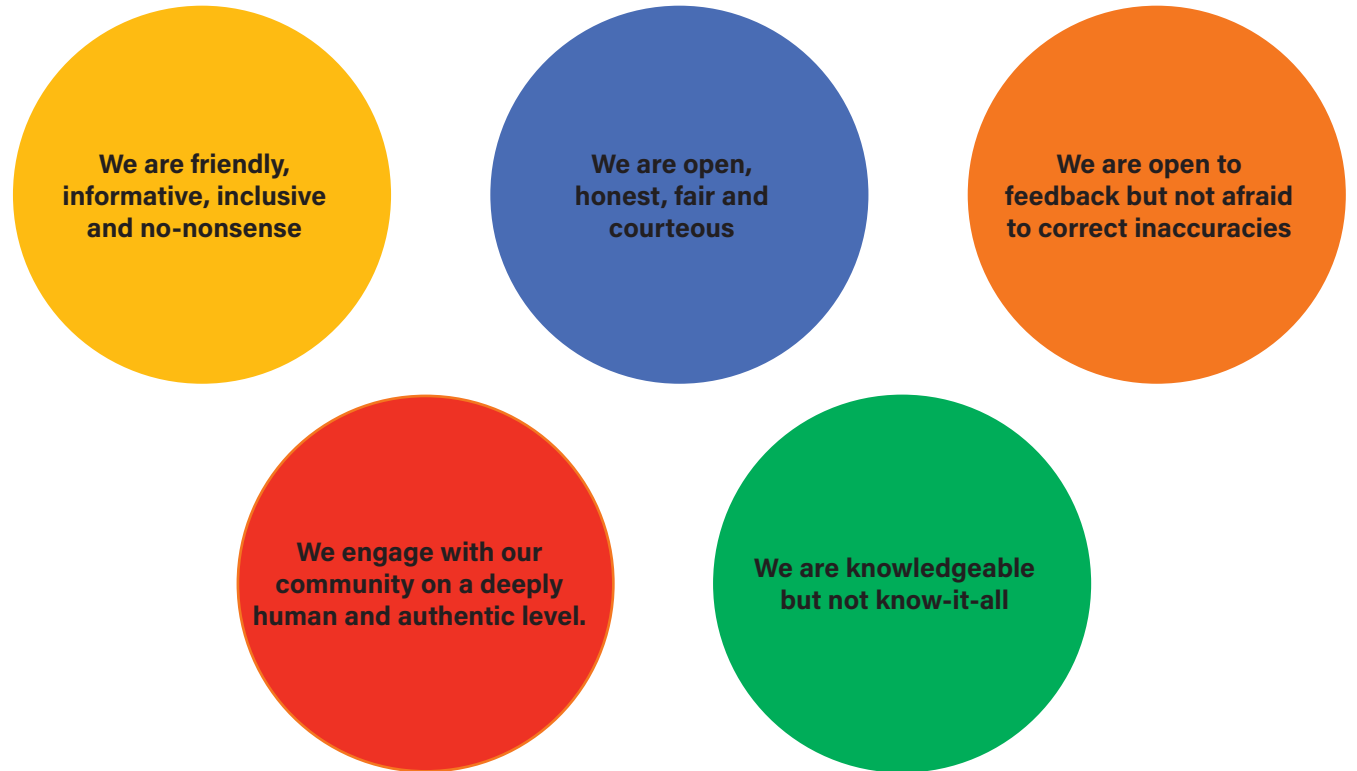 We are friendly,
informative, inclusive
and no-nonsense
We are open,
honest, fair and
courteous
We are open to
feedback but not afraid
to correct inaccuracies
We engage with our
community on a deeply
human and authentic level.
We are knowledgeable
but not know-it-all